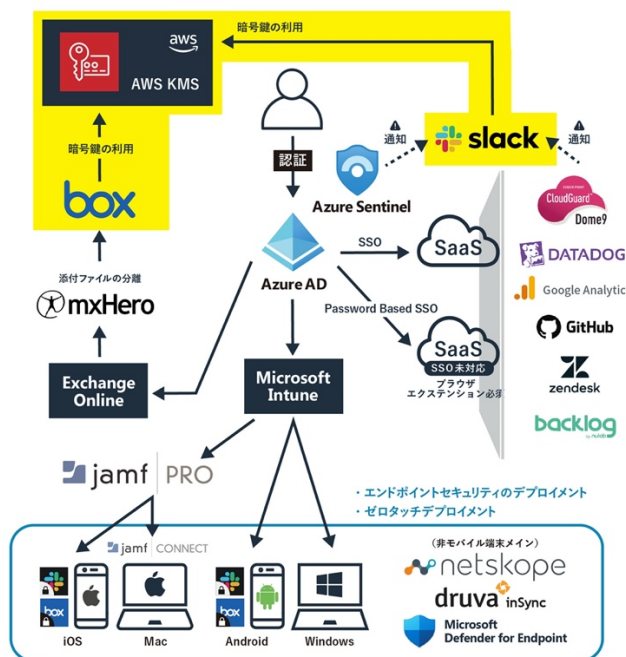 暗号鍵の利用
aws
AWS KMS
暗号鍵の利用
box
認証
通知
slack
通知
Azure Sentinel
CHECK POINT
CloudGuard
Dome9
SSO
SaaS
DATADOG
添付ファイルの分離
mxHero
Azure AD
Google Analytic
Password Based SSO
GitHub
SaaS
SSO未対応
ブラウザ
エクステンション必須
zendesk
Exchange
Online
Microsoft
Intune
backlog
by nulab
jamf PRO
・エンドポイントセキュリティのデプロイメント
・ゼロタッチデプロイメント
jamf CONNECT
(非モバイル端末メイン)
netskope
druva inSync
Microsoft
Defender for Endpoint
box
box
iOS
Mac
Android
Windows